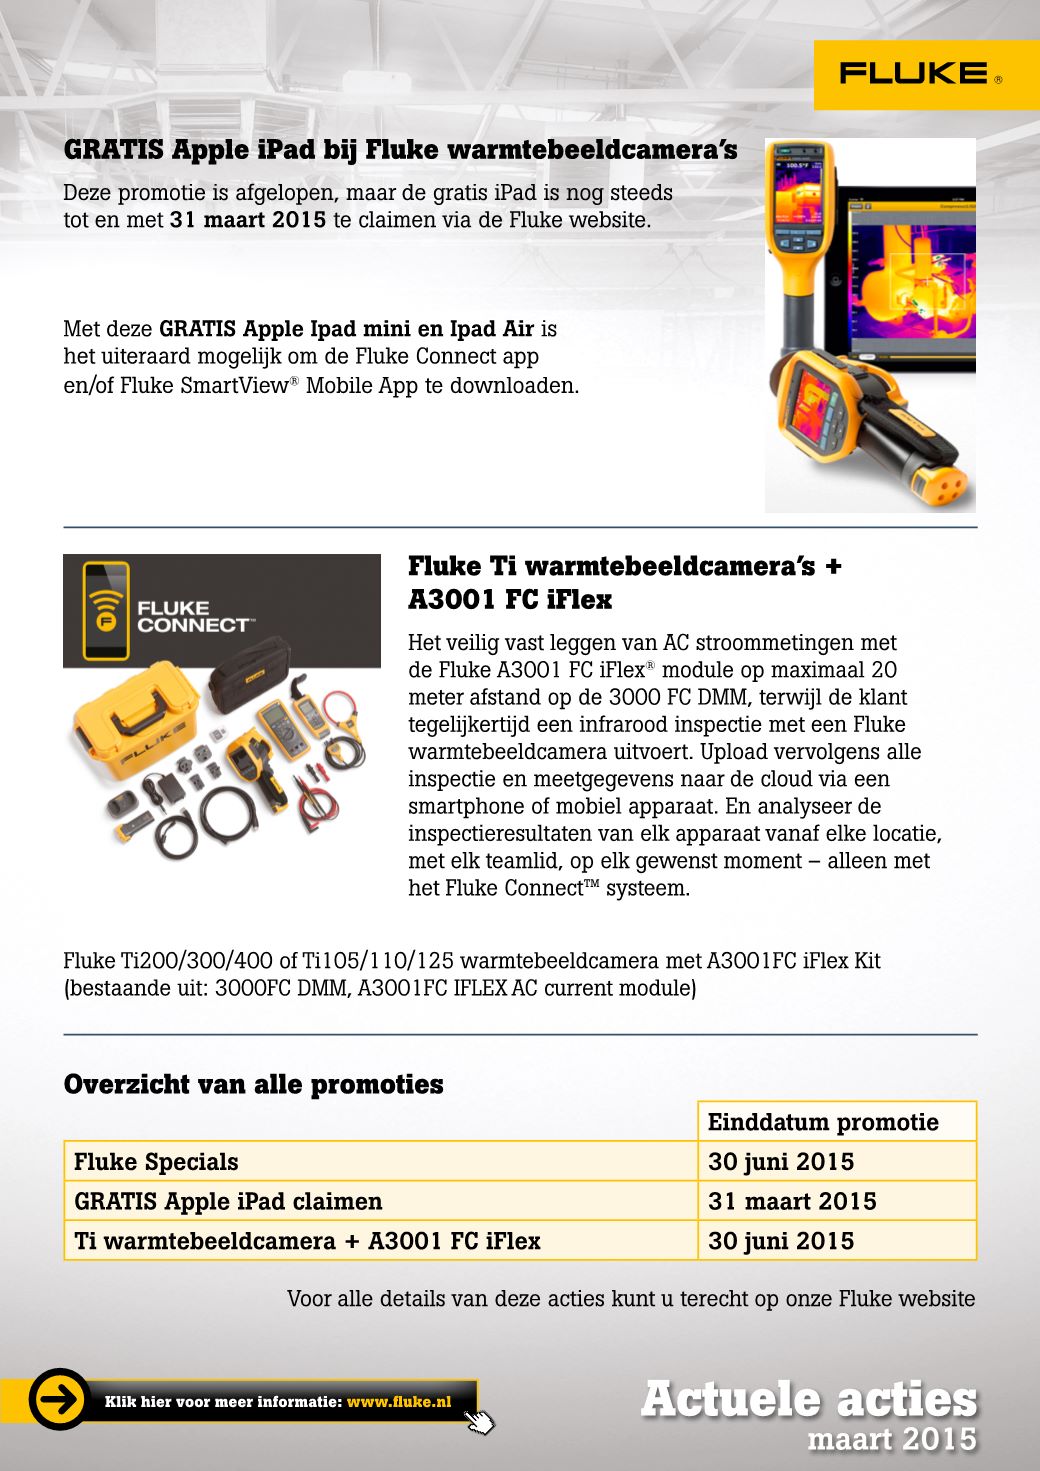 FLUKE®
GRATIS Apple iPad bij Fluke warmtebeeldcamera's
Deze promotie is afgelopen, maar de gratis iPad is nog steeds
tot en met 31 maart 2015 te claimen via de Fluke website.
Met deze GRATIS Apple Ipad mini en Ipad Air is
het uiteraard mogelijk om de Fluke Connect app
en/of Fluke SmartView® Mobile App te downloaden.
100.5°F
FLUKE
CONNECT™
FLUKE
Fluke Ti warmtebeeldcamera's +
A3001 FC iFlex
Het veilig vast leggen van AC stroommetingen met
de Fluke A3001 FC iFlex® module op maximaal 20
meter afstand op de 3000 FC DMM, terwijl de klant
tegelijkertijd een infrarood inspectie met een Fluke
warmtebeeldcamera uitvoert. Upload vervolgens alle
inspectie en meetgegevens naar de cloud via een
smartphone of mobiel apparaat. En analyseer de
inspectieresultaten van elk apparaat vanaf elke locatie,
met elk teamlid, op elk gewenst moment – alleen met
het Fluke Connect™ systeem.
Fluke Ti200/300/400 of Ti105/110/125 warmtebeeldcamera met A3001FC iFlex Kit
(bestaande uit: 3000FC DMM, A3001FC IFLEX AC current module)
Overzicht van alle promoties
Einddatum promotie
Fluke Specials 30 juni 2015
GRATIS Apple iPad claimen 31 maart 2015
Ti warmtebeeldcamera + A3001 FC iFlex 30 juni 2015
Voor alle details van deze acties kunt u terecht op onze Fluke website
Klik hier voor meer informatie: www.fluke.nl
Actuele acties
maart 2015